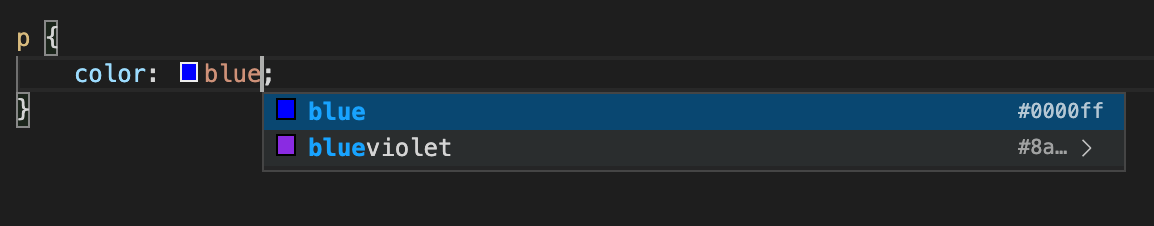 p {
color: blue;
}
blue #0000ff
blueviolet #8a…